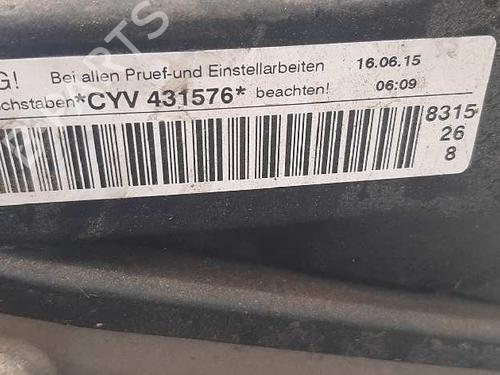 G! Bei allen Pruef-und Einstellarbeiten 16.06.15
chstaben*CYV 431576* beachten! 06:09
8315
26
8